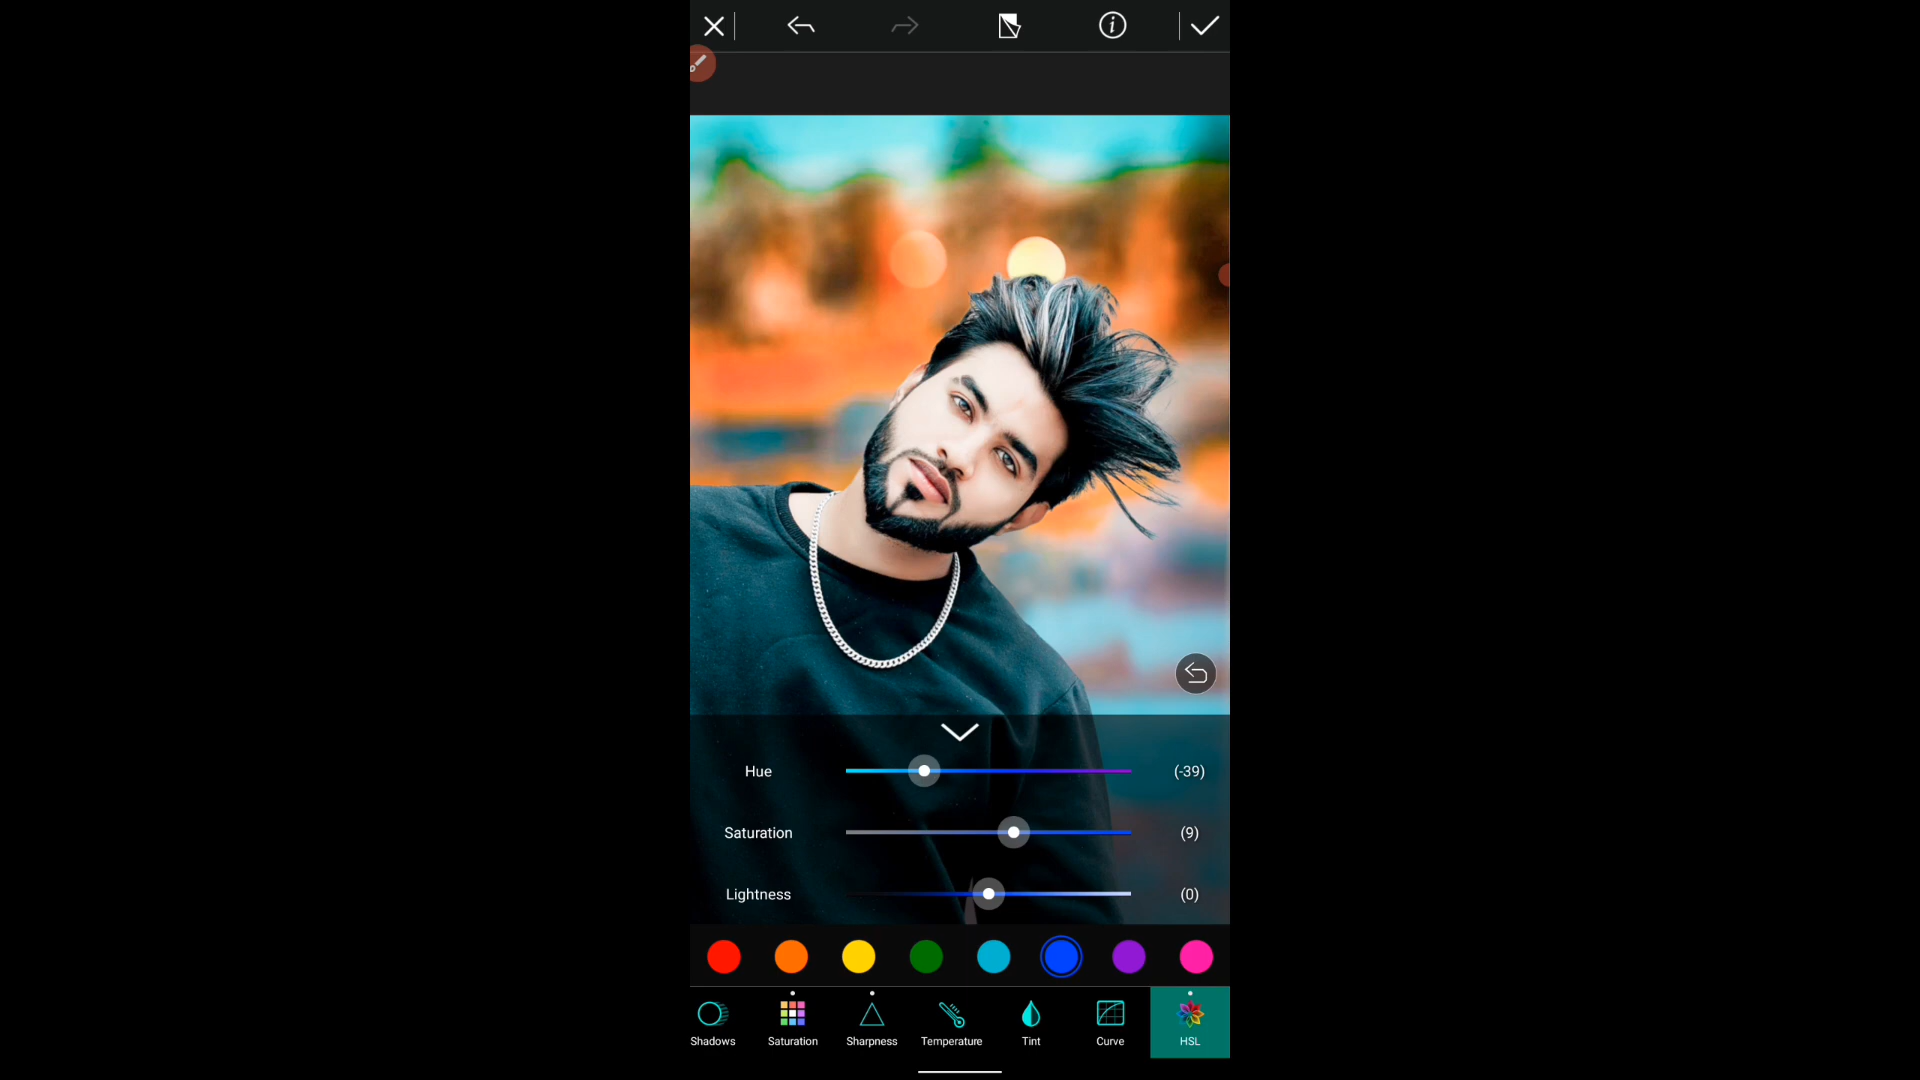 Hue (-39)
Saturation (9)
Lightness (0)
Shadows Saturation Sharpness Temperature Tint Curve HSL